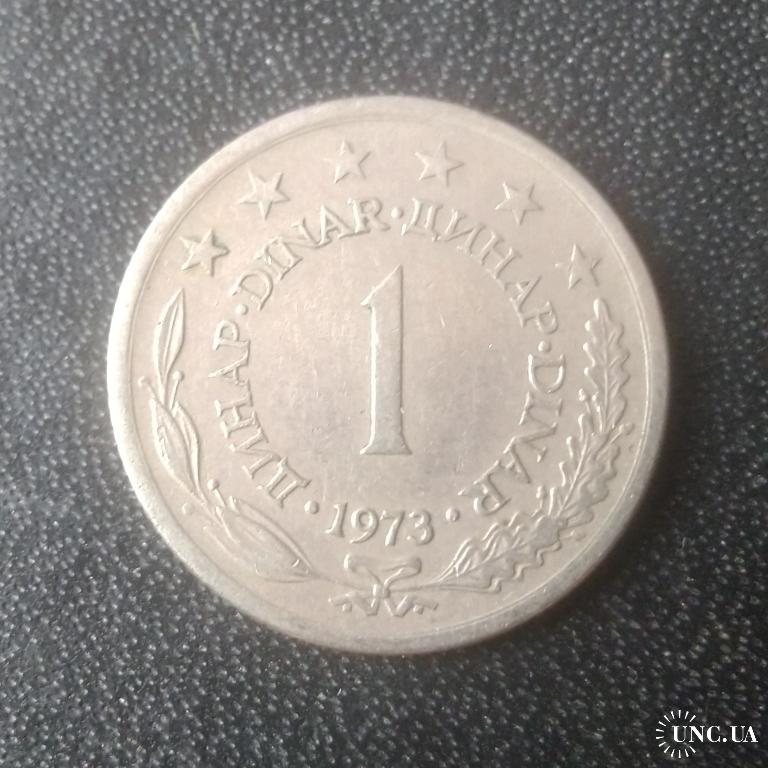 ДИНАР · DINAR · ДИНАР · DINAR
1
· 1973 ·
UNC.UA